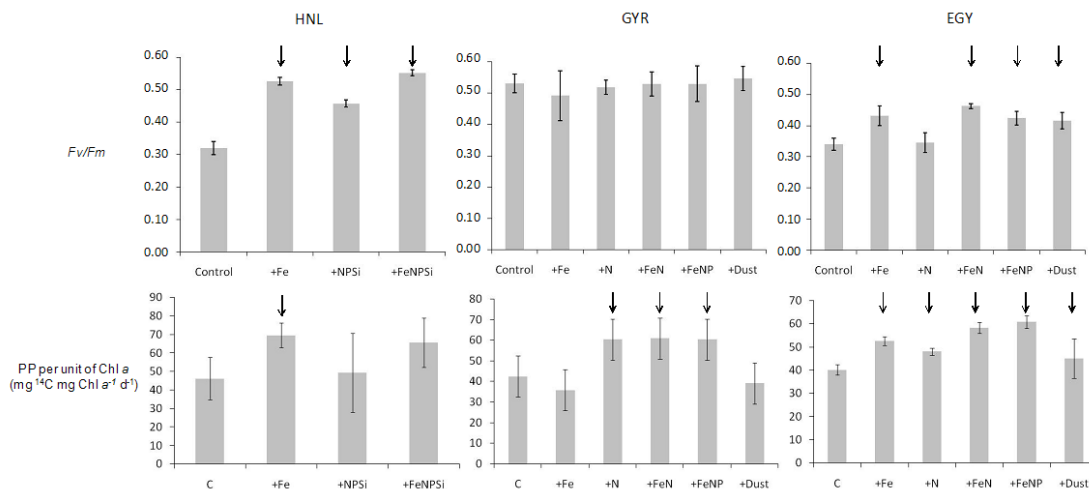 HNL GYR EGY
Fv/Fm
0.60 0.60 0.60
0.50 0.50 0.50
0.40 0.40 0.40
0.30 0.30 0.30
0.20 0.20 0.20
0.10 0.10 0.10
0.00 0.00 0.00
Control +Fe +NPSi +FeNPSi Control +Fe +N +FeN +FeNP +Dust Control +Fe +N +FeN +FeNP +Dust
PP per unit of Chl a
(mg ¹⁴C mg Chl a⁻¹ d⁻¹)
90 80 70
80 70 60
70 60 50
60 50 40
50 40 30
40 30 20
30 20 10
20 10 0
10 0
0
C +Fe +NPSi +FeNPSi C +Fe +N +FeN +FeNP +Dust C +Fe +N +FeN +FeNP +Dust